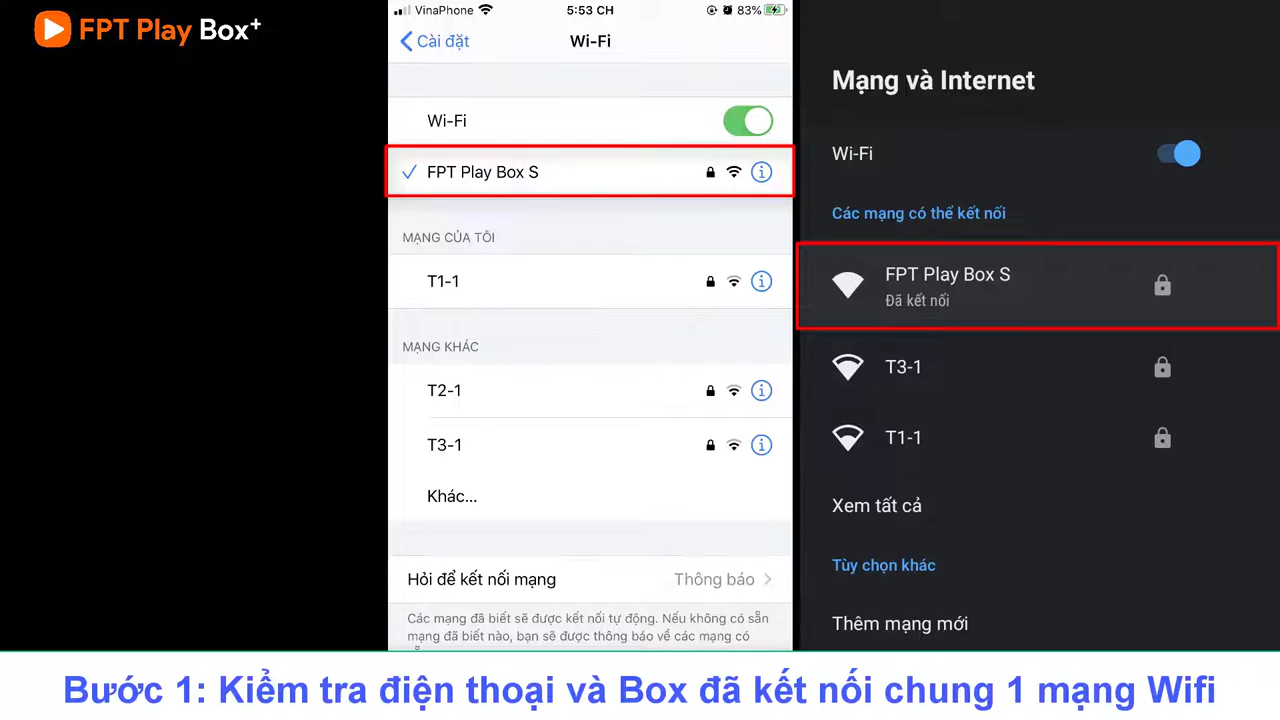 FPT Play Box+
VinaPhone 5:53 CH 83%
Cài đặt Wi-Fi
Wi-Fi
FPT Play Box S
MẠNG CỦA TÔI
T1-1
MẠNG KHÁC
T2-1
T3-1
Khác...
Hỏi để kết nối mạng Thông báo
Các mạng đã biết sẽ được kết nối tự động. Nếu không có sẵn
mạng đã biết nào, bạn sẽ được thông báo về các mạng có
Mạng và Internet
Wi-Fi
Các mạng có thể kết nối
FPT Play Box S
Đã kết nối
T3-1
T1-1
Xem tất cả
Tùy chọn khác
Thêm mạng mới
Bước 1: Kiểm tra điện thoại và Box đã kết nối chung 1 mạng Wifi